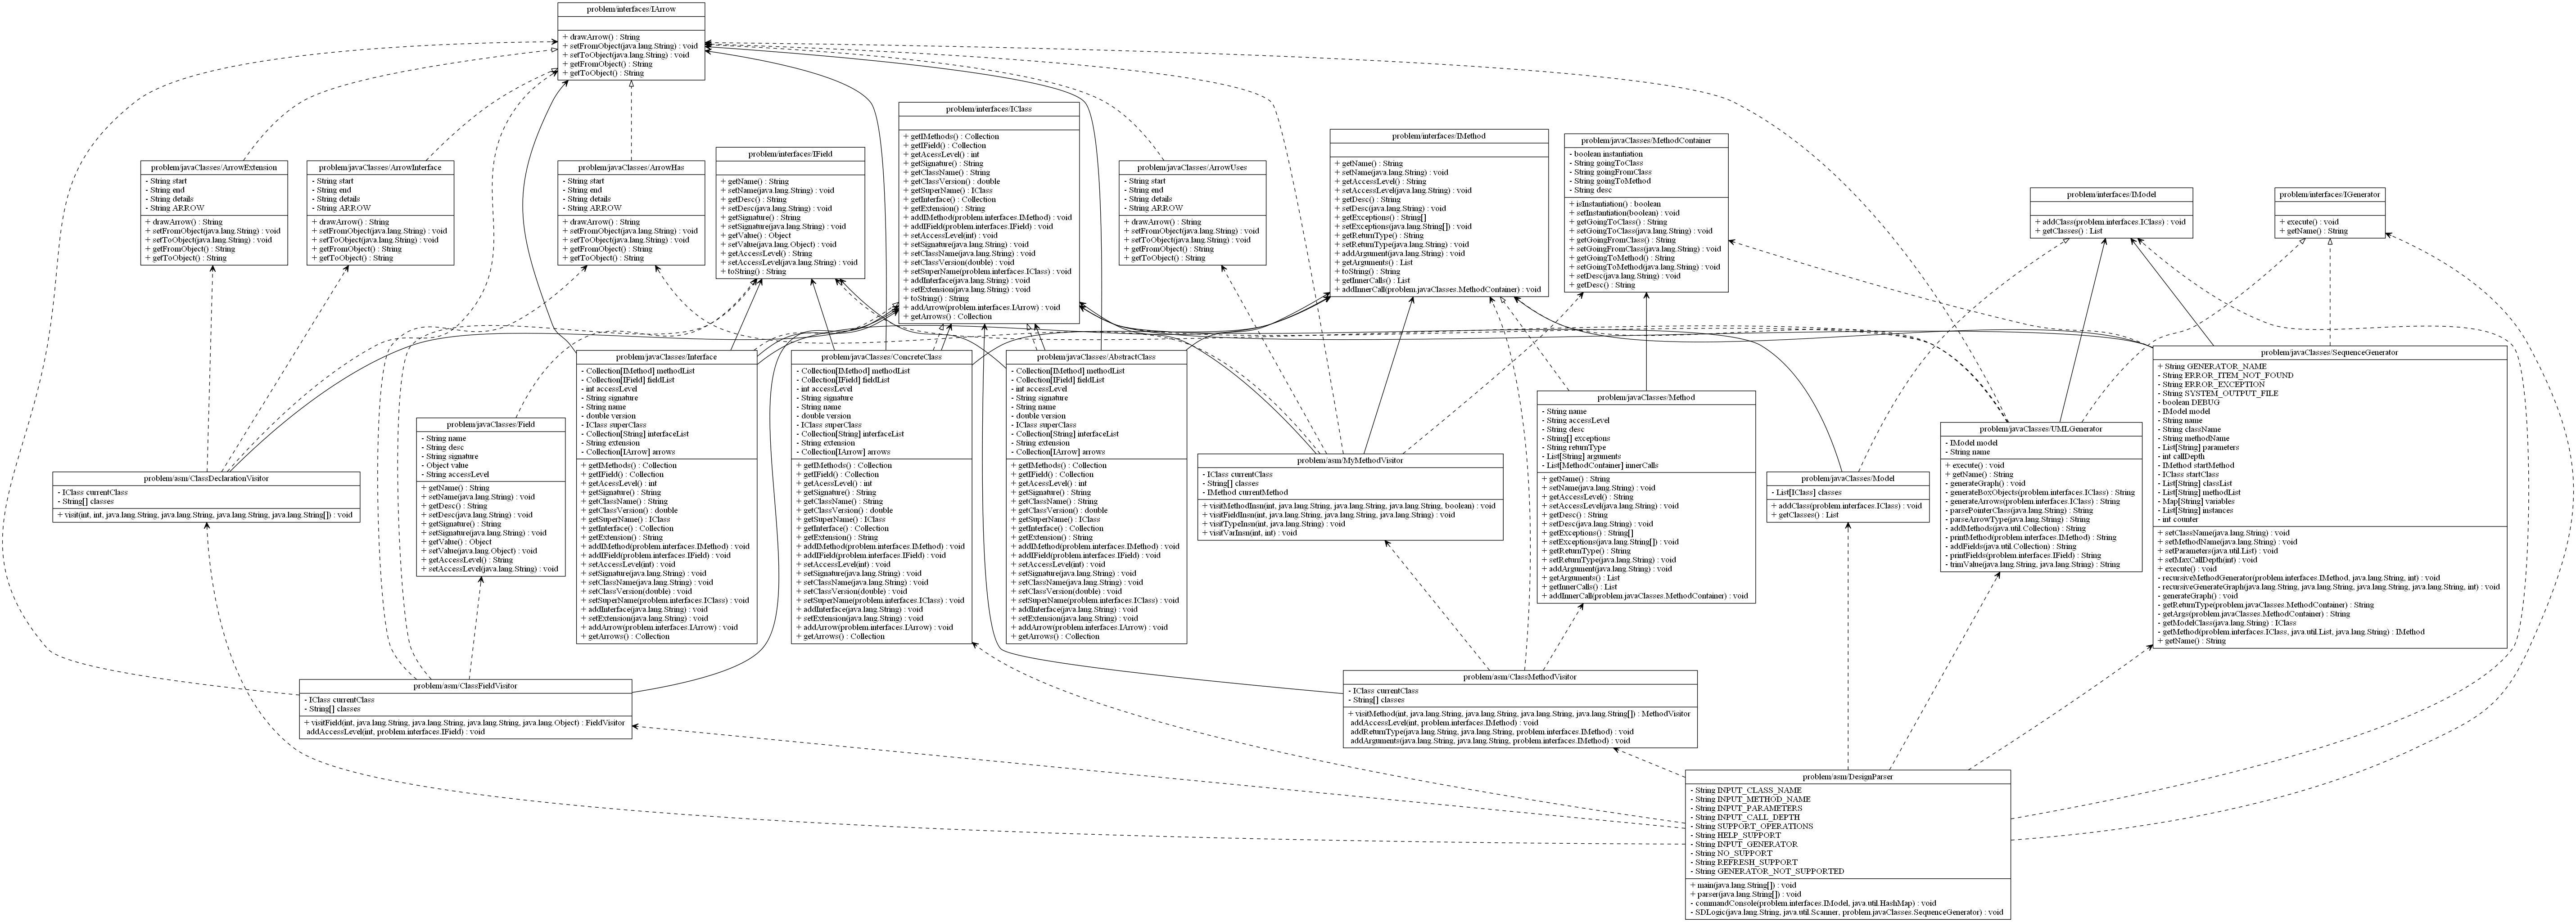 problem/interfaces/IArrow
+ drawArrow() : String
+ setFromObject(java.lang.String) : void
+ setToObject(java.lang.String) : void
+ getFromObject() : String
+ getToObject() : String
problem/interfaces/IClass
+ getIMethods() : Collection
+ getIField() : Collection
+ getAcessLevel() : int
+ getSignature() : String
+ getClassName() : String
+ getClassVersion() : double
+ getSuperName() : IClass
+ getInterface() : Collection
+ getExtension() : String
+ addIMethod(problem.interfaces.IMethod) : void
+ addIField(problem.interfaces.IField) : void
+ setAccessLevel(int) : void
+ setSignature(java.lang.String) : void
+ setClassName(java.lang.String) : void
+ setClassVersion(double) : void
+ setSuperName(problem.interfaces.IClass) : void
+ addInterface(java.lang.String) : void
+ setExtension(java.lang.String) : void
+ toString() : String
+ addArrow(problem.interfaces.IArrow) : void
+ getArrows() : Collection
problem/interfaces/IMethod
+ getName() : String
+ setName(java.lang.String) : void
+ getAccessLevel() : String
+ setAccessLevel(java.lang.String) : void
+ getDesc() : String
+ setDesc(java.lang.String) : void
+ getExceptions() : String[]
+ setExceptions(java.lang.String[]) : void
+ getReturnType() : String
+ setReturnType(java.lang.String) : void
+ addArgument(java.lang.String) : void
+ getArguments() : List
+ toString() : String
+ getInnerCalls() : List
+ addInnerCall(problem.javaClasses.MethodContainer) : void
problem/javaClasses/MethodContainer
- boolean instantiation
- String goingToClass
- String goingFromClass
- String goingToMethod
- String desc
+ isInstantiation() : boolean
+ setInstantiation(boolean) : void
+ getGoingToClass() : String
+ setGoingToClass(java.lang.String) : void
+ getGoingFromClass() : String
+ setGoingFromClass(java.lang.String) : void
+ getGoingToMethod() : String
+ setGoingToMethod(java.lang.String) : void
+ setDesc(java.lang.String) : void
+ getDesc() : String
problem/interfaces/IField
+ getName() : String
+ setName(java.lang.String) : void
+ getDesc() : String
+ setDesc(java.lang.String) : void
+ getSignature() : String
+ setSignature(java.lang.String) : void
+ getValue() : Object
+ setValue(java.lang.Object) : void
+ getAccessLevel() : String
+ setAccessLevel(java.lang.String) : void
+ toString() : String
problem/javaClasses/ArrowExtension
- String start
- String end
- String details
- String ARROW
+ drawArrow() : String
+ setFromObject(java.lang.String) : void
+ setToObject(java.lang.String) : void
+ getFromObject() : String
+ getToObject() : String
problem/javaClasses/ArrowInterface
- String start
- String end
- String details
- String ARROW
+ drawArrow() : String
+ setFromObject(java.lang.String) : void
+ setToObject(java.lang.String) : void
+ getFromObject() : String
+ getToObject() : String
problem/javaClasses/ArrowHas
- String start
- String end
- String details
- String ARROW
+ drawArrow() : String
+ setFromObject(java.lang.String) : void
+ setToObject(java.lang.String) : void
+ getFromObject() : String
+ getToObject() : String
problem/javaClasses/ArrowUses
- String start
- String end
- String details
- String ARROW
+ drawArrow() : String
+ setFromObject(java.lang.String) : void
+ setToObject(java.lang.String) : void
+ getFromObject() : String
+ getToObject() : String
problem/interfaces/IModel
+ addClass(problem.interfaces.IClass) : void
+ getClasses() : List
problem/interfaces/IGenerator
+ execute() : void
+ getName() : String
problem/javaClasses/Interface
- Collection[IMethod] methodList
- Collection[IField] fieldList
- int accessLevel
- String signature
- String name
- double version
- IClass superClass
- Collection[String] interfaceList
- String extension
- Collection[IArrow] arrows
+ getIMethods() : Collection
+ getIField() : Collection
+ getAcessLevel() : int
+ getSignature() : String
+ getClassName() : String
+ getClassVersion() : double
+ getSuperName() : IClass
+ getInterface() : Collection
+ getExtension() : String
+ addIMethod(problem.interfaces.IMethod) : void
+ addIField(problem.interfaces.IField) : void
+ setAccessLevel(int) : void
+ setSignature(java.lang.String) : void
+ setClassName(java.lang.String) : void
+ setClassVersion(double) : void
+ setSuperName(problem.interfaces.IClass) : void
+ addInterface(java.lang.String) : void
+ setExtension(java.lang.String) : void
+ addArrow(problem.interfaces.IArrow) : void
+ getArrows() : Collection
problem/javaClasses/ConcreteClass
- Collection[IMethod] methodList
- Collection[IField] fieldList
- int accessLevel
- String signature
- String name
- double version
- IClass superClass
- Collection[String] interfaceList
- String extension
- Collection[IArrow] arrows
+ getIMethods() : Collection
+ getIField() : Collection
+ getAcessLevel() : int
+ getSignature() : String
+ getClassName() : String
+ getClassVersion() : double
+ getSuperName() : IClass
+ getInterface() : Collection
+ getExtension() : String
+ addIMethod(problem.interfaces.IMethod) : void
+ addIField(problem.interfaces.IField) : void
+ setAccessLevel(int) : void
+ setSignature(java.lang.String) : void
+ setClassName(java.lang.String) : void
+ setClassVersion(double) : void
+ setSuperName(problem.interfaces.IClass) : void
+ addInterface(java.lang.String) : void
+ setExtension(java.lang.String) : void
+ addArrow(problem.interfaces.IArrow) : void
+ getArrows() : Collection
problem/javaClasses/AbstractClass
- Collection[IMethod] methodList
- Collection[IField] fieldList
- int accessLevel
- String signature
- String name
- double version
- IClass superClass
- Collection[String] interfaceList
- String extension
- Collection[IArrow] arrows
+ getIMethods() : Collection
+ getIField() : Collection
+ getAcessLevel() : int
+ getSignature() : String
+ getClassName() : String
+ getClassVersion() : double
+ getSuperName() : IClass
+ getInterface() : Collection
+ getExtension() : String
+ addIMethod(problem.interfaces.IMethod) : void
+ addIField(problem.interfaces.IField) : void
+ setAccessLevel(int) : void
+ setSignature(java.lang.String) : void
+ setClassName(java.lang.String) : void
+ setClassVersion(double) : void
+ setSuperName(problem.interfaces.IClass) : void
+ addInterface(java.lang.String) : void
+ setExtension(java.lang.String) : void
+ addArrow(problem.interfaces.IArrow) : void
+ getArrows() : Collection
problem/javaClasses/SequenceGenerator
+ String GENERATOR_NAME
- String ERROR_ITEM_NOT_FOUND
- String ERROR_EXCEPTION
- String SYSTEM_OUTPUT_FILE
- boolean DEBUG
- IModel model
- String name
- String className
- String methodName
- List[String] parameters
- int callDepth
- IMethod startMethod
- IClass startClass
- List[String] classList
- List[String] methodList
- Map[String] variables
- List[String] instances
- int counter
+ setClassName(java.lang.String) : void
+ setMethodName(java.lang.String) : void
+ setParameters(java.util.List) : void
+ setMaxCallDepth(int) : void
+ execute() : void
- recursiveMethodGenerator(problem.interfaces.IMethod, java.lang.String, int) : void
- recursiveGenerateGraph(java.lang.String, java.lang.String, java.lang.String, java.lang.String, int) : void
- generateGraph() : void
- getReturnType(problem.javaClasses.MethodContainer) : String
- getArgs(problem.javaClasses.MethodContainer) : String
- getModelClass(java.lang.String) : IClass
- getMethod(problem.interfaces.IClass, java.util.List, java.lang.String) : IMethod
+ getName() : String
problem/javaClasses/Method
- String name
- String accessLevel
- String desc
- String[] exceptions
- String returnType
- List[String] arguments
- List[MethodContainer] innerCalls
+ getName() : String
+ setName(java.lang.String) : void
+ getAccessLevel() : String
+ setAccessLevel(java.lang.String) : void
+ getDesc() : String
+ setDesc(java.lang.String) : void
+ getExceptions() : String[]
+ setExceptions(java.lang.String[]) : void
+ getReturnType() : String
+ setReturnType(java.lang.String) : void
+ addArgument(java.lang.String) : void
+ getArguments() : List
+ getInnerCalls() : List
+ addInnerCall(problem.javaClasses.MethodContainer) : void
problem/javaClasses/Field
- String name
- String desc
- String signature
- Object value
- String accessLevel
+ getName() : String
+ setName(java.lang.String) : void
+ getDesc() : String
+ setDesc(java.lang.String) : void
+ getSignature() : String
+ setSignature(java.lang.String) : void
+ getValue() : Object
+ setValue(java.lang.Object) : void
+ getAccessLevel() : String
+ setAccessLevel(java.lang.String) : void
problem/javaClasses/UMLGenerator
- IModel model
- String name
+ execute() : void
+ getName() : String
- generateGraph() : void
- generateBoxObjects(problem.interfaces.IClass) : String
- generateArrows(problem.interfaces.IClass) : String
- parsePointerClass(java.lang.String) : String
- parseArrowType(java.lang.String) : String
- addMethods(java.util.Collection) : String
- printMethod(problem.interfaces.IMethod) : String
- addFields(java.util.Collection) : String
- printFields(problem.interfaces.IField) : String
- trimValue(java.lang.String, java.lang.String) : String
problem/asm/MyMethodVisitor
- IClass currentClass
- String[] classes
- IMethod currentMethod
+ visitMethodInsn(int, java.lang.String, java.lang.String, java.lang.String, boolean) : void
+ visitFieldInsn(int, java.lang.String, java.lang.String, java.lang.String) : void
+ visitTypeInsn(int, java.lang.String) : void
+ visitVarInsn(int, int) : void
problem/asm/ClassDeclarationVisitor
- IClass currentClass
- String[] classes
+ visit(int, int, java.lang.String, java.lang.String, java.lang.String, java.lang.String[]) : void
problem/javaClasses/Model
- List[IClass] classes
+ addClass(problem.interfaces.IClass) : void
+ getClasses() : List
problem/asm/ClassFieldVisitor
- IClass currentClass
- String[] classes
+ visitField(int, java.lang.String, java.lang.String, java.lang.String, java.lang.Object) : FieldVisitor
addAccessLevel(int, problem.interfaces.IField) : void
problem/asm/ClassMethodVisitor
- IClass currentClass
- String[] classes
+ visitMethod(int, java.lang.String, java.lang.String, java.lang.String, java.lang.String[]) : MethodVisitor
addAccessLevel(int, problem.interfaces.IMethod) : void
addReturnType(java.lang.String, java.lang.String, problem.interfaces.IMethod) : void
addArguments(java.lang.String, java.lang.String, problem.interfaces.IMethod) : void
problem/asm/DesignParser
- String INPUT_CLASS_NAME
- String INPUT_METHOD_NAME
- String INPUT_PARAMETERS
- String INPUT_CALL_DEPTH
- String SUPPORT_OPERATIONS
- String HELP_SUPPORT
- String INPUT_GENERATOR
- String NO_SUPPORT
- String REFRESH_SUPPORT
- String GENERATOR_NOT_SUPPORTED
+ main(java.lang.String[]) : void
+ parser(java.lang.String[]) : void
- commandConsole(problem.interfaces.IModel, java.util.HashMap) : void
- SDLogic(java.lang.String, java.util.Scanner, problem.javaClasses.SequenceGenerator) : void